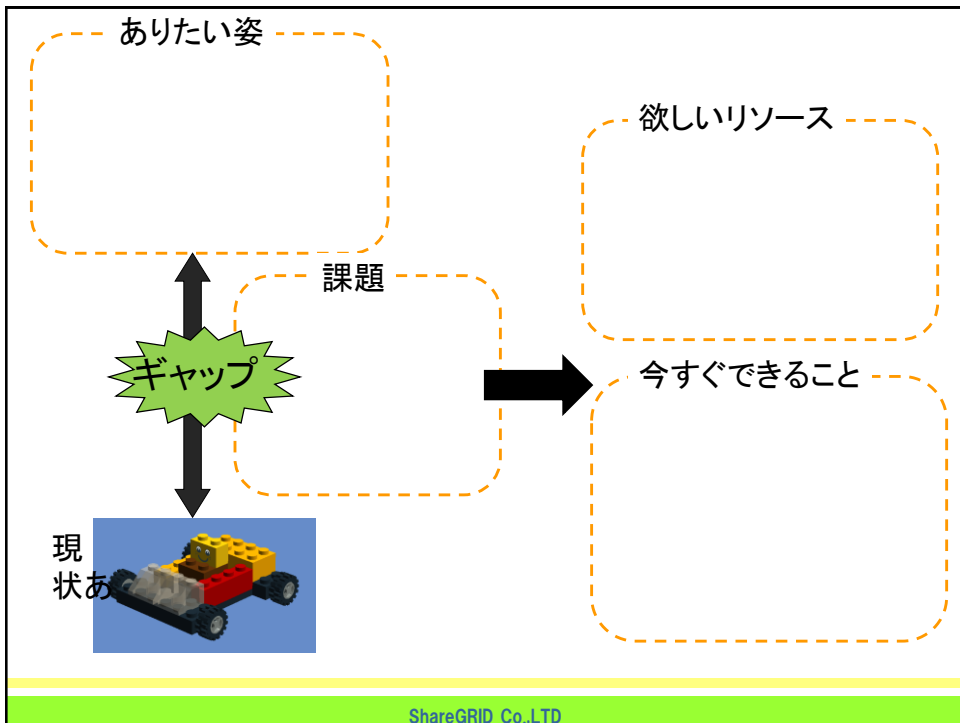 ありたい姿
欲しいリソース
課題
ギャップ
今すぐできること
現
状あ
ShareGRID Co.,LTD